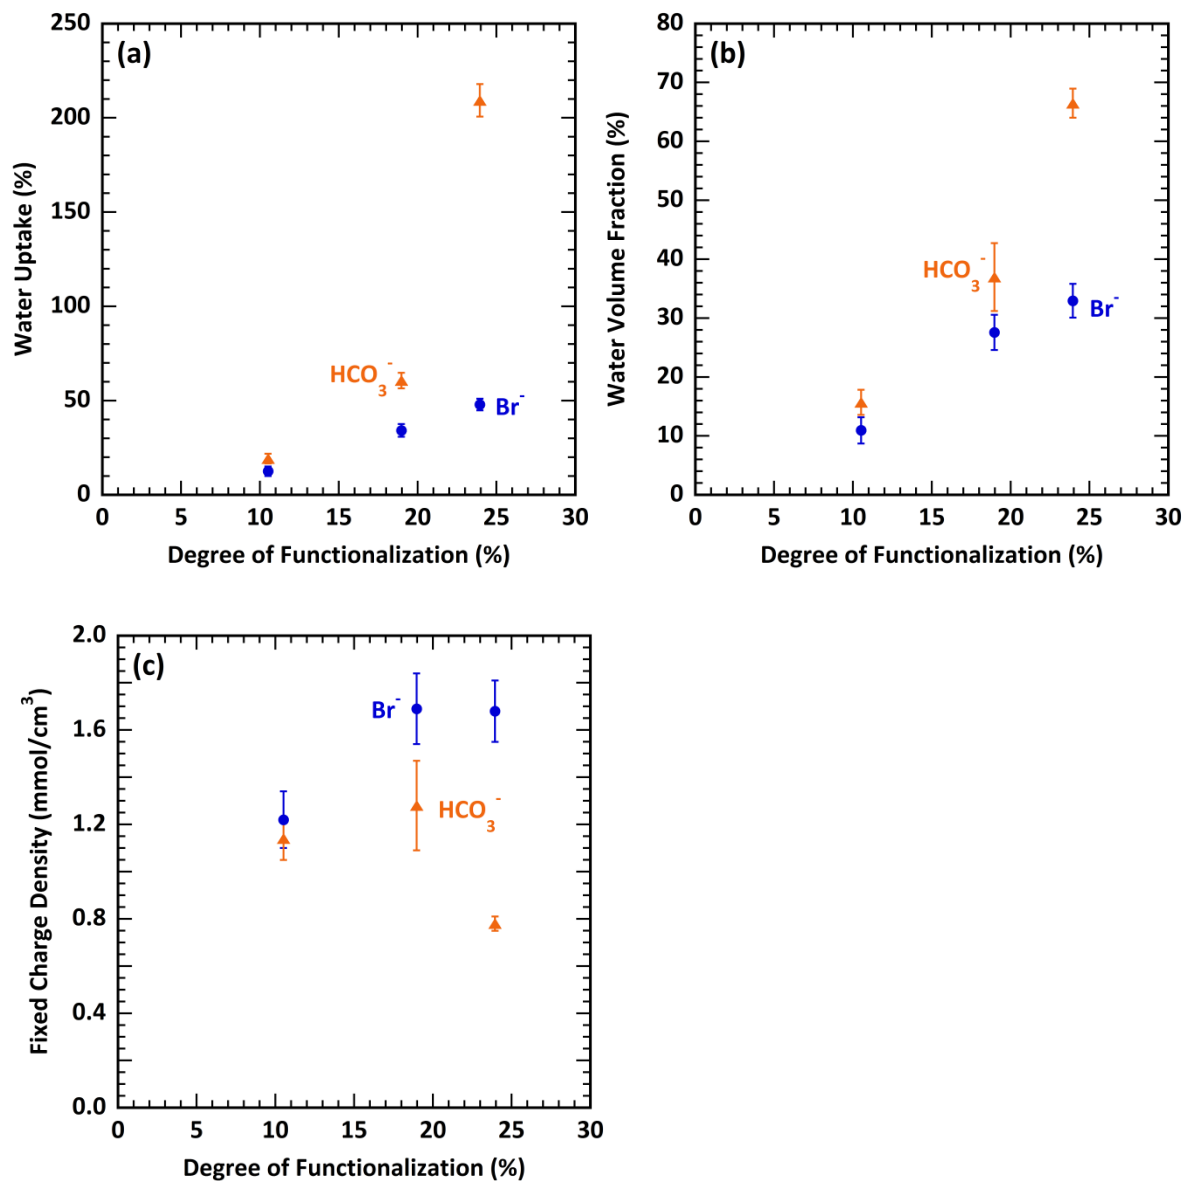 (a)
250
200
150
100
50
0
Water Uptake (%)
HCO₃⁻
Br⁻
0 5 10 15 20 25 30
Degree of Functionalization (%)
(b)
80
70
60
50
40
30
20
10
0
Water Volume Fraction (%)
HCO₃⁻
Br⁻
0 5 10 15 20 25 30
Degree of Functionalization (%)
(c)
2.0
1.6
1.2
0.8
0.4
0.0
Fixed Charge Density (mmol/cm³)
Br⁻
HCO₃⁻
0 5 10 15 20 25 30
Degree of Functionalization (%)